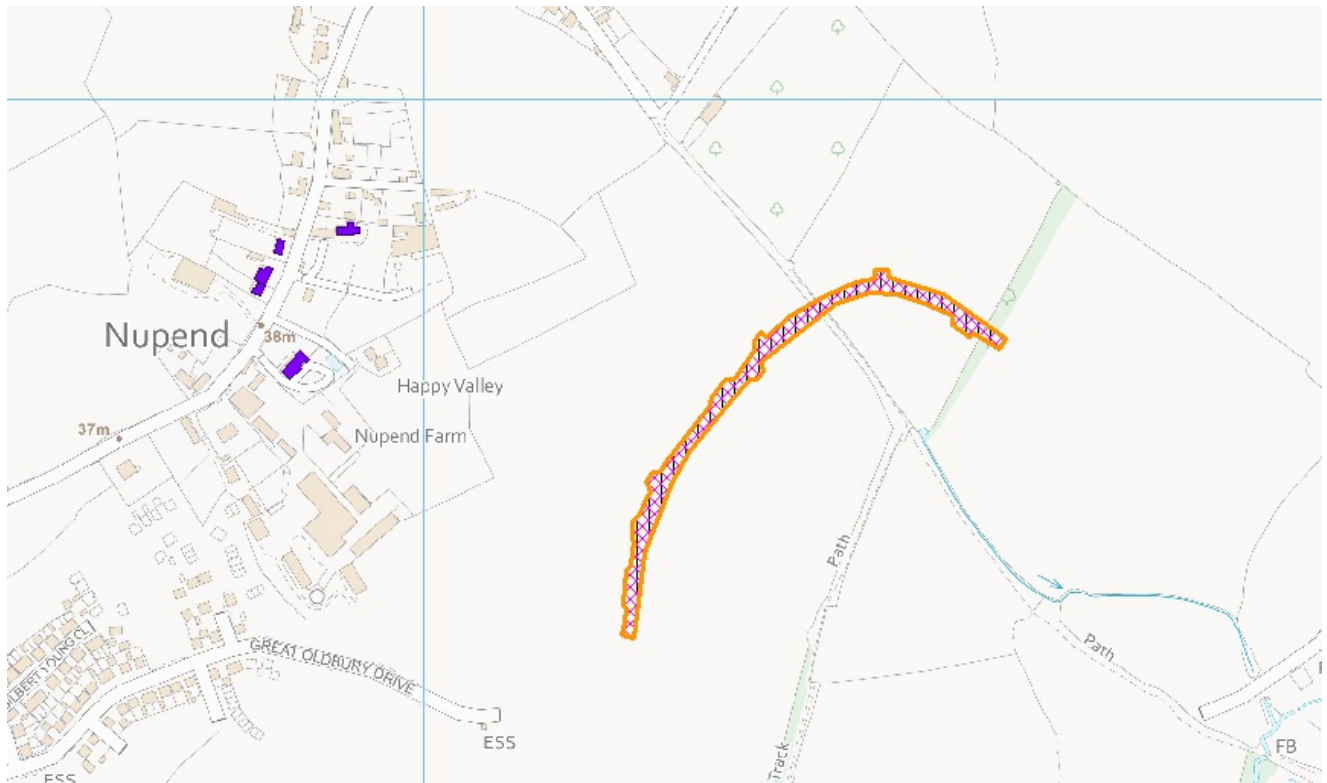 Nupend
38m
Happy Valley
37m
Nupend Farm
Path
GREAT OLDBURY DRIVE
Path
ESS
Track
FB
ESS